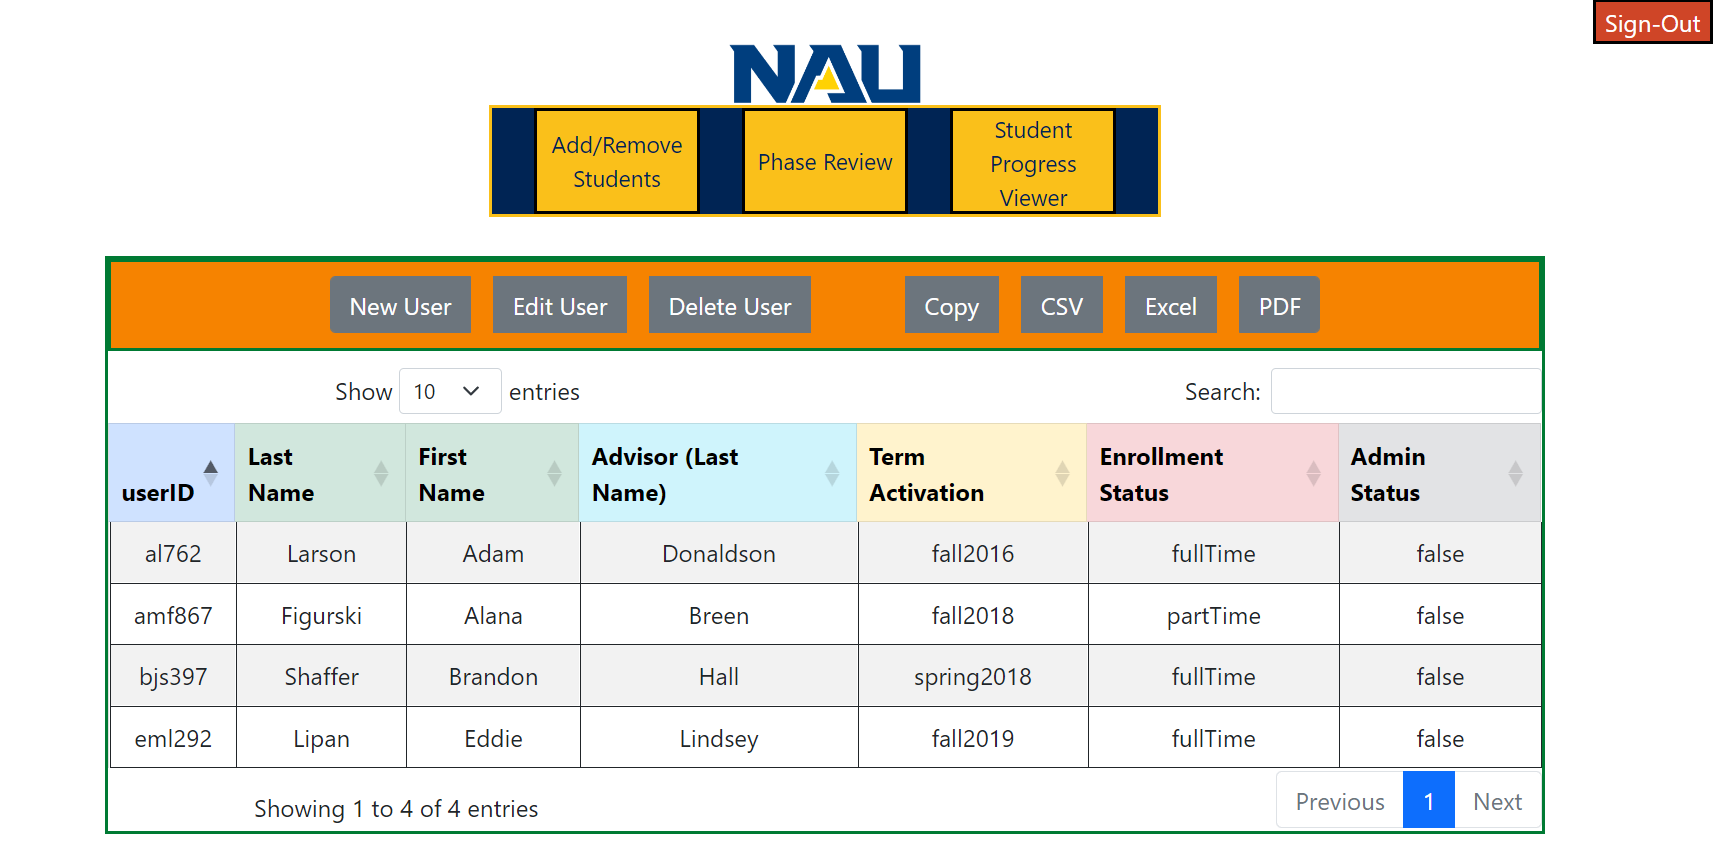 Sign-Out
NAU
Add/Remove
Students
Phase Review
Student
Progress
Viewer
New User Edit User Delete User Copy CSV Excel PDF
Show 10 entries Search:
userID Last Name First Name Advisor (Last Name) Term Activation Enrollment Status Admin Status
al762 Larson Adam Donaldson fall2016 fullTime false
amf867 Figurski Alana Breen fall2018 partTime false
bjs397 Shaffer Brandon Hall spring2018 fullTime false
eml292 Lipan Eddie Lindsey fall2019 fullTime false
Showing 1 to 4 of 4 entries Previous 1 Next